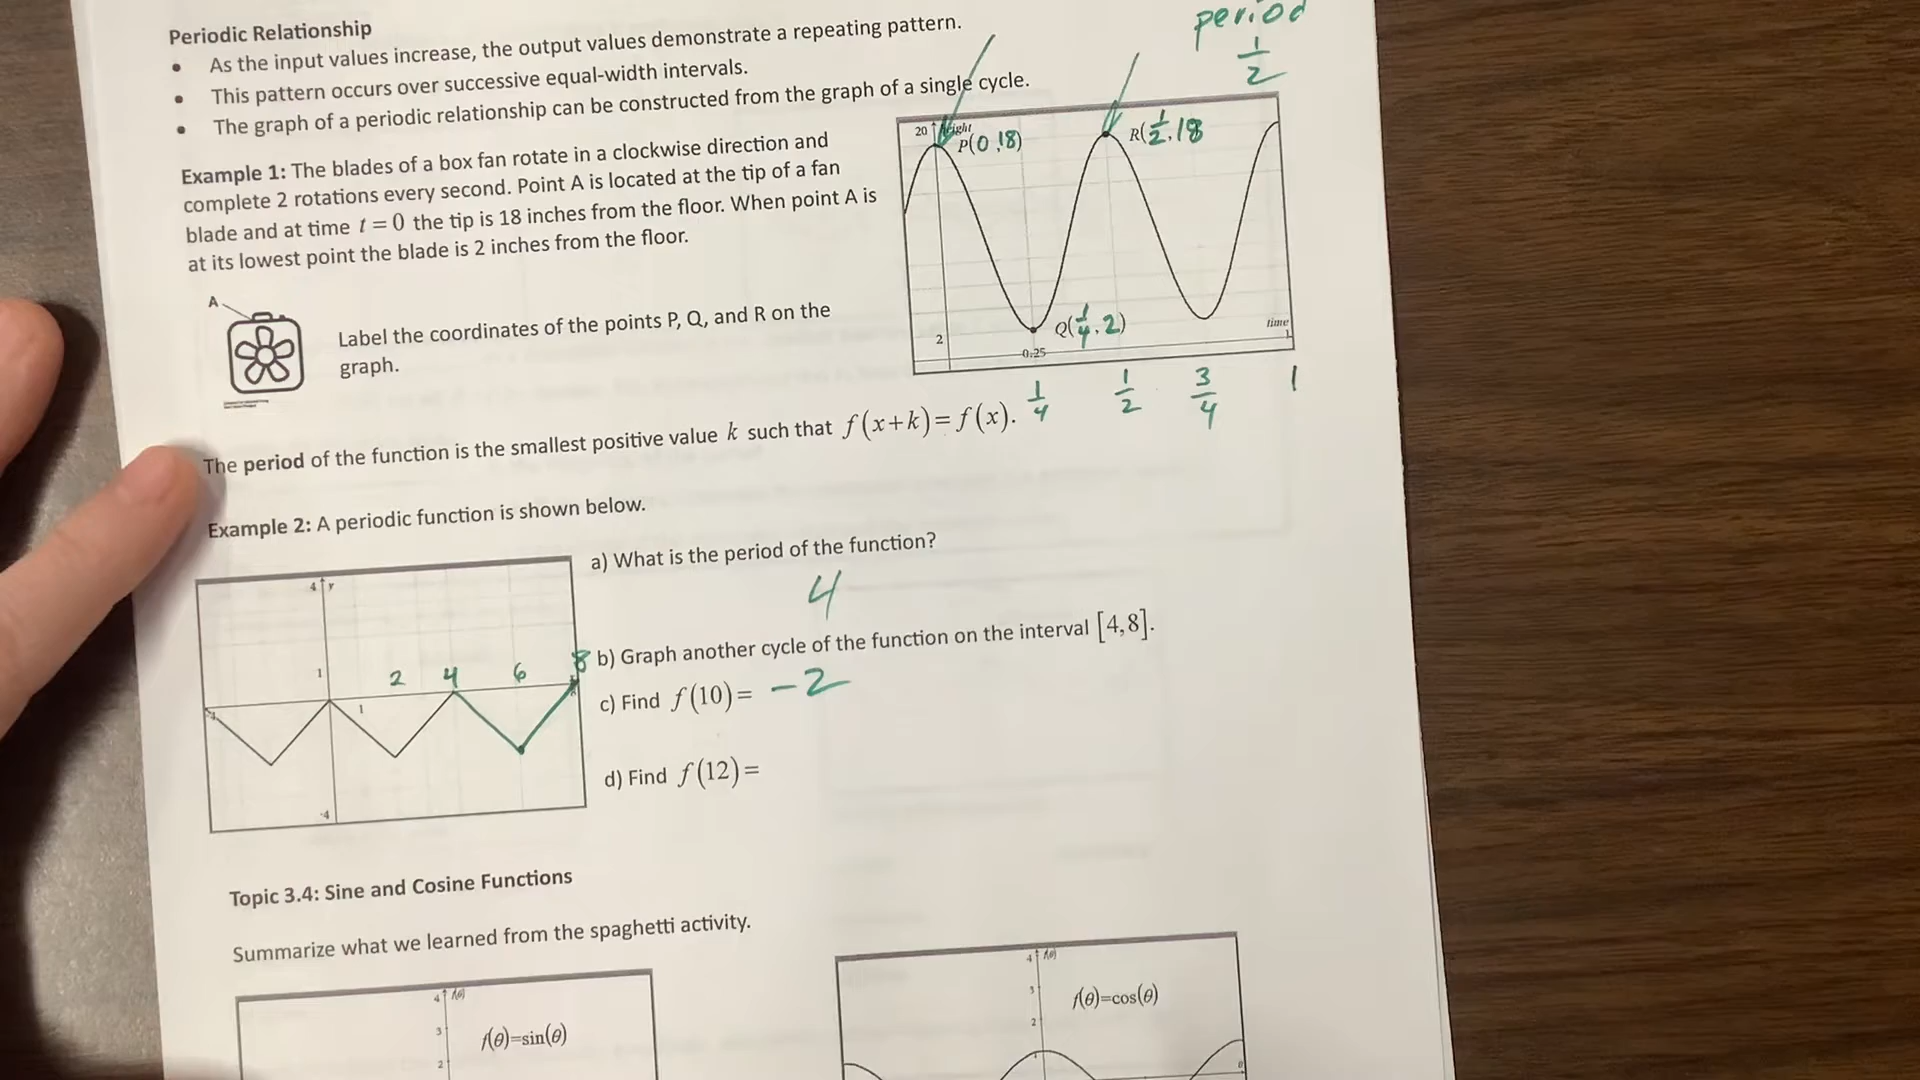 period
1/2
Periodic Relationship
• As the input values increase, the output values demonstrate a repeating pattern.
• This pattern occurs over successive equal-width intervals.
• The graph of a periodic relationship can be constructed from the graph of a single cycle.
Example 1: The blades of a box fan rotate in a clockwise direction and
complete 2 rotations every second. Point A is located at the tip of a fan
blade and at time t = 0 the tip is 18 inches from the floor. When point A is
at its lowest point the blade is 2 inches from the floor.
20 height
P(0,18)
R(1/2,18
Q(1/4,2)
2
0.25
time
1
1/4 1/2 3/4 1
A
Label the coordinates of the points P, Q, and R on the
graph.
The period of the function is the smallest positive value k such that f(x+k)=f(x).
Example 2: A periodic function is shown below.
4 y
1
2 4 6 8
1
-4
a) What is the period of the function?
4
b) Graph another cycle of the function on the interval [4,8].
c) Find f(10)= -2
d) Find f(12)=
Topic 3.4: Sine and Cosine Functions
Summarize what we learned from the spaghetti activity.
4 f(θ)
3
2
f(θ)=sin(θ)
4 f(θ)
3
2
f(θ)=cos(θ)
θ